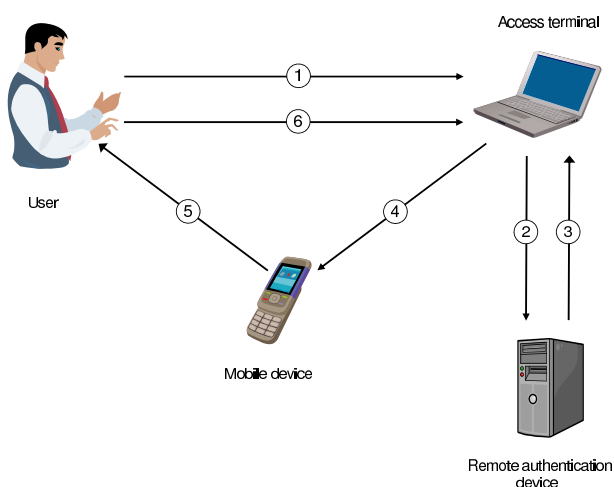 Access terminal
1
6
User
5
4
2
3
Mobile device
Remote authentication
device